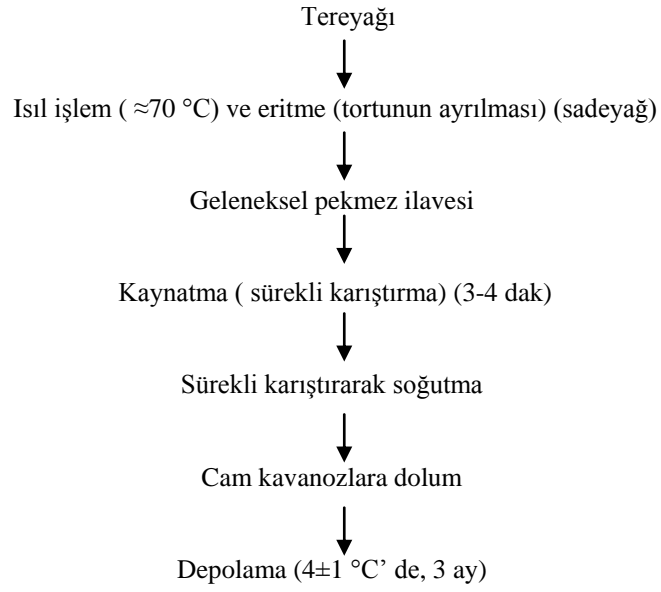 Tereyağı
Isıl işlem ( ≈70 °C) ve eritme (tortunun ayrılması) (sadeyağ)
Geleneksel pekmez ilavesi
Kaynatma ( sürekli karıştırma) (3-4 dak)
Sürekli karıştırarak soğutma
Cam kavanozlara dolum
Depolama (4±1 °C’ de, 3 ay)